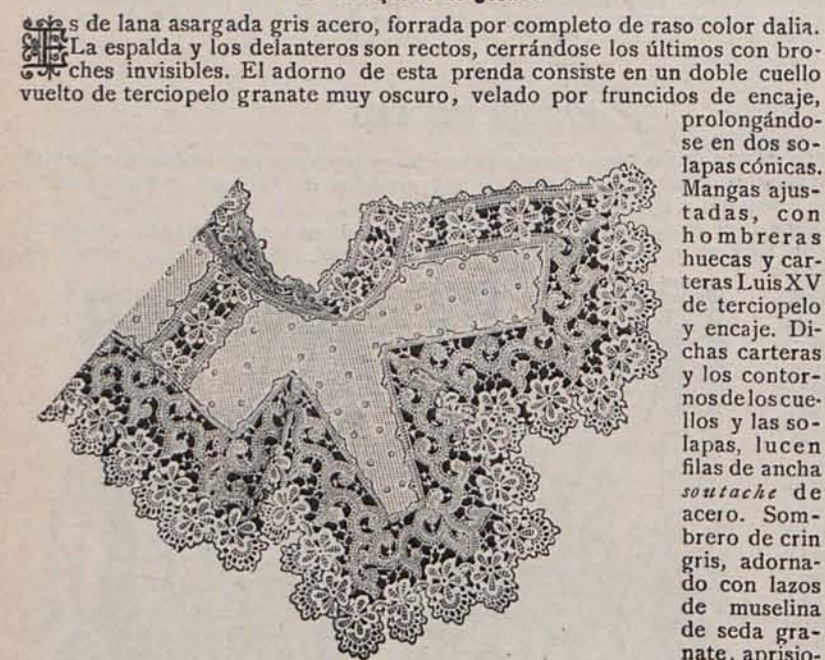 Es de lana asargada gris acero, forrada por completo de raso color dalia.
La espalda y los delanteros son rectos, cerrándose los últimos con bro-
ches invisibles. El adorno de esta prenda consiste en un doble cuello
vuelto de terciopelo granate muy oscuro, velado por fruncidos de encaje,
prolongándo-
se en dos so-
lapas cónicas.
Mangas ajus-
tadas, con
hombreras
huecas y car-
teras Luis XV
de terciopelo
y encaje. Di-
chas carteras
y los contor-
nos de los cue-
llos y las so-
lapas, lucen
filas de ancha
soutache de
acero. Som-
brero de crin
gris, adorna-
do con lazos
de muselina
de seda gra-
nate, aprisio-